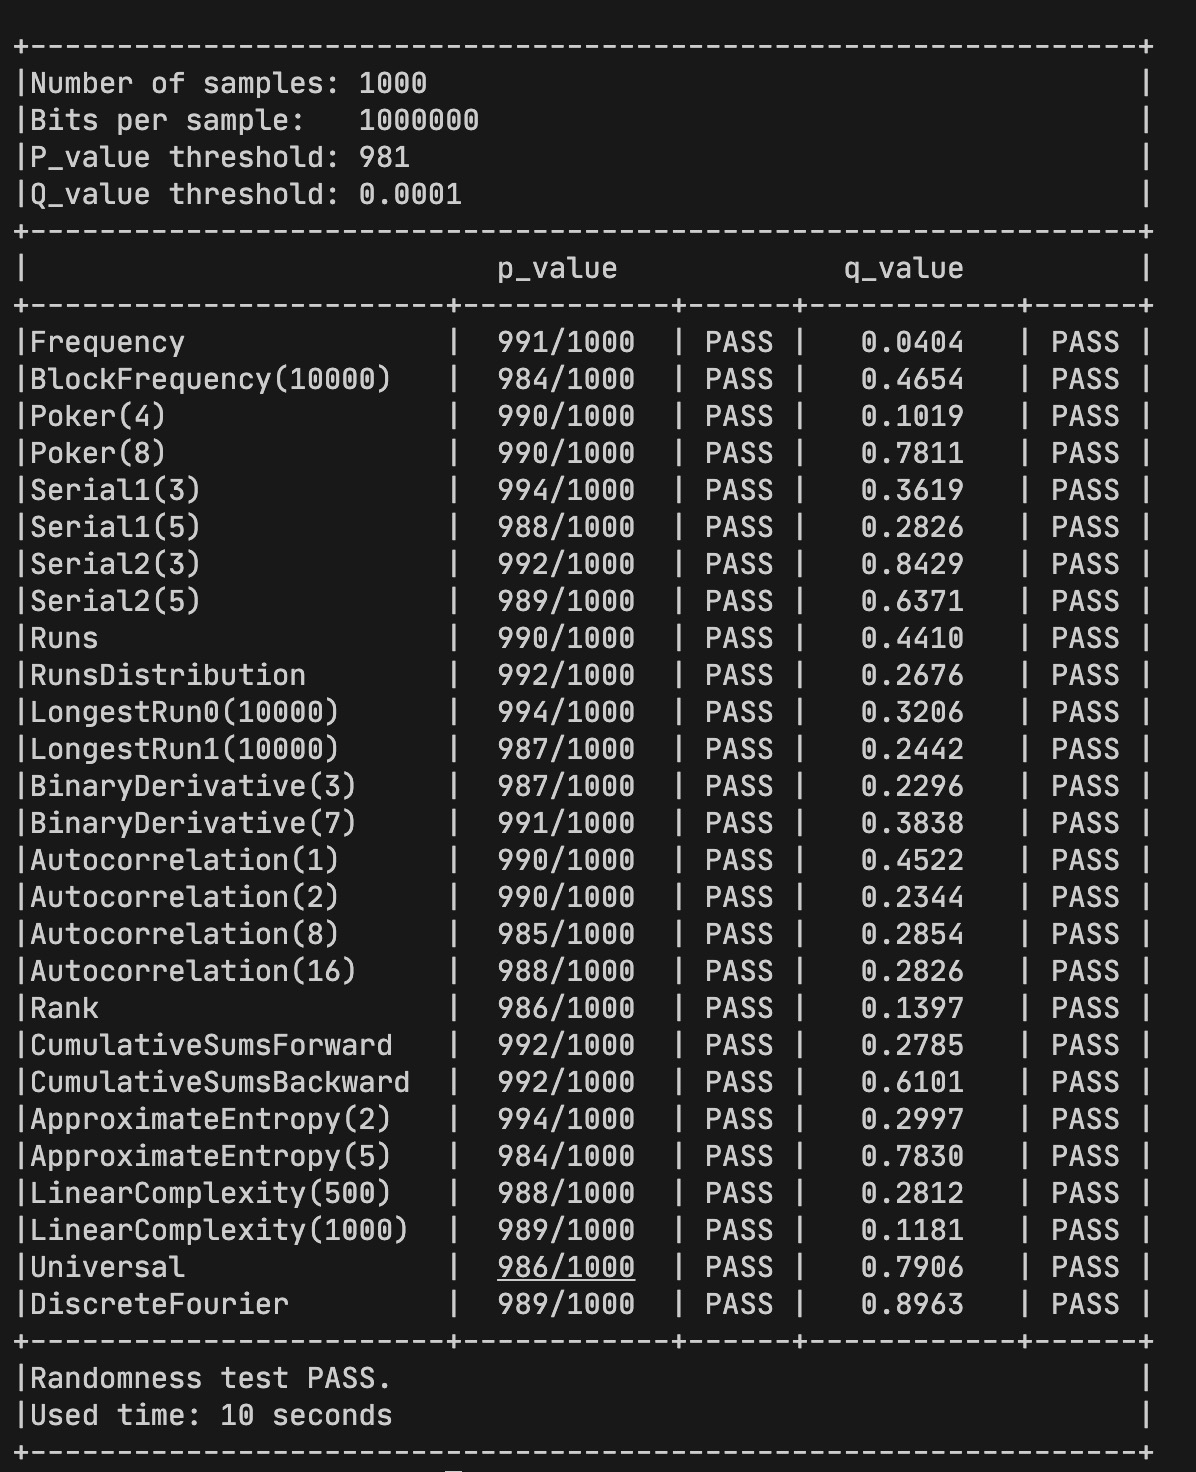 +----------------------------------------------------------------+
|Number of samples: 1000                                         |
|Bits per sample:   1000000                                      |
|P_value threshold: 981                                          |
|Q_value threshold: 0.0001                                       |
+----------------------------------------------------------------+
|                           p_value             q_value          |
+------------------------+------------+------+------------+------+
|Frequency               |  991/1000  | PASS |   0.0404   | PASS |
|BlockFrequency(10000)   |  984/1000  | PASS |   0.4654   | PASS |
|Poker(4)                |  990/1000  | PASS |   0.1019   | PASS |
|Poker(8)                |  990/1000  | PASS |   0.7811   | PASS |
|Serial1(3)              |  994/1000  | PASS |   0.3619   | PASS |
|Serial1(5)              |  988/1000  | PASS |   0.2826   | PASS |
|Serial2(3)              |  992/1000  | PASS |   0.8429   | PASS |
|Serial2(5)              |  989/1000  | PASS |   0.6371   | PASS |
|Runs                    |  990/1000  | PASS |   0.4410   | PASS |
|RunsDistribution        |  992/1000  | PASS |   0.2676   | PASS |
|LongestRun0(10000)      |  994/1000  | PASS |   0.3206   | PASS |
|LongestRun1(10000)      |  987/1000  | PASS |   0.2442   | PASS |
|BinaryDerivative(3)     |  987/1000  | PASS |   0.2296   | PASS |
|BinaryDerivative(7)     |  991/1000  | PASS |   0.3838   | PASS |
|Autocorrelation(1)      |  990/1000  | PASS |   0.4522   | PASS |
|Autocorrelation(2)      |  990/1000  | PASS |   0.2344   | PASS |
|Autocorrelation(8)      |  985/1000  | PASS |   0.2854   | PASS |
|Autocorrelation(16)     |  988/1000  | PASS |   0.2826   | PASS |
|Rank                    |  986/1000  | PASS |   0.1397   | PASS |
|CumulativeSumsForward   |  992/1000  | PASS |   0.2785   | PASS |
|CumulativeSumsBackward  |  992/1000  | PASS |   0.6101   | PASS |
|ApproximateEntropy(2)   |  994/1000  | PASS |   0.2997   | PASS |
|ApproximateEntropy(5)   |  984/1000  | PASS |   0.7830   | PASS |
|LinearComplexity(500)   |  988/1000  | PASS |   0.2812   | PASS |
|LinearComplexity(1000)  |  989/1000  | PASS |   0.1181   | PASS |
|Universal               |  986/1000  | PASS |   0.7906   | PASS |
|DiscreteFourier         |  989/1000  | PASS |   0.8963   | PASS |
+------------------------+------------+------+------------+------+
|Randomness test PASS.                                           |
|Used time: 10 seconds                                           |
+----------------------------------------------------------------+